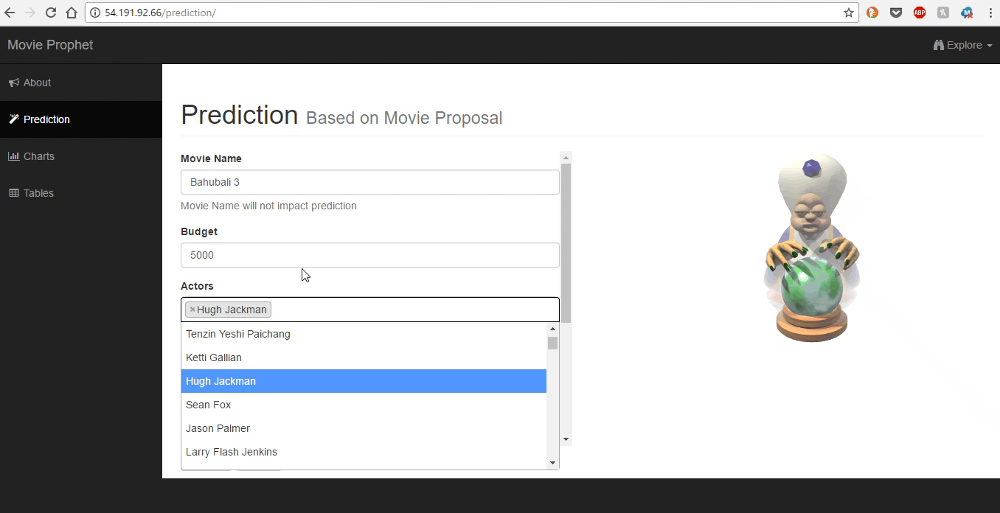 54.191.92.66/prediction/
ABP
M
Movie Prophet
Explore
About
Prediction
Charts
Tables
Prediction Based on Movie Proposal
Movie Name
Bahubali 3
Movie Name will not impact prediction
Budget
5000
Actors
×Hugh Jackman
Tenzin Yeshi Paichang
Ketti Gallian
Hugh Jackman
Sean Fox
Jason Palmer
Larry Flash Jenkins